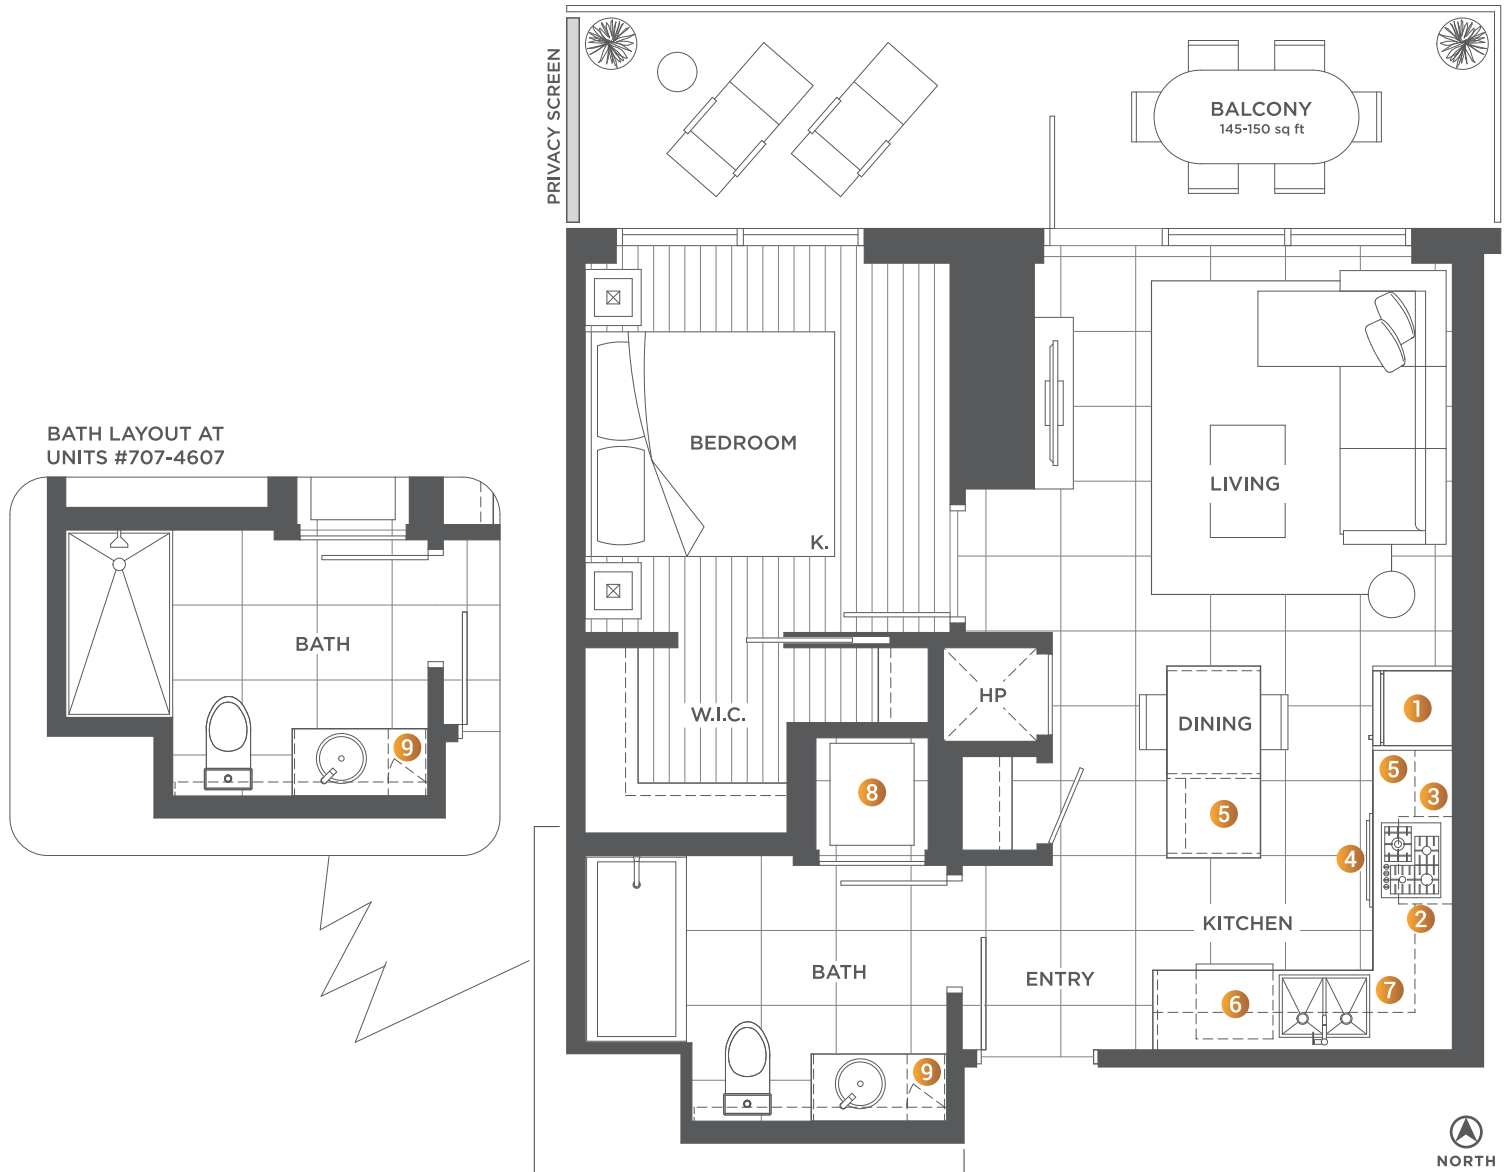 PRIVACY SCREEN
BALCONY
145-150 sq ft
BEDROOM
K.
LIVING
BATH LAYOUT AT
UNITS #707-4607
BATH
9
W.I.C.
HP
DINING
1
5
5
3
8
4
2
KITCHEN
BATH
ENTRY
6
7
9
NORTH